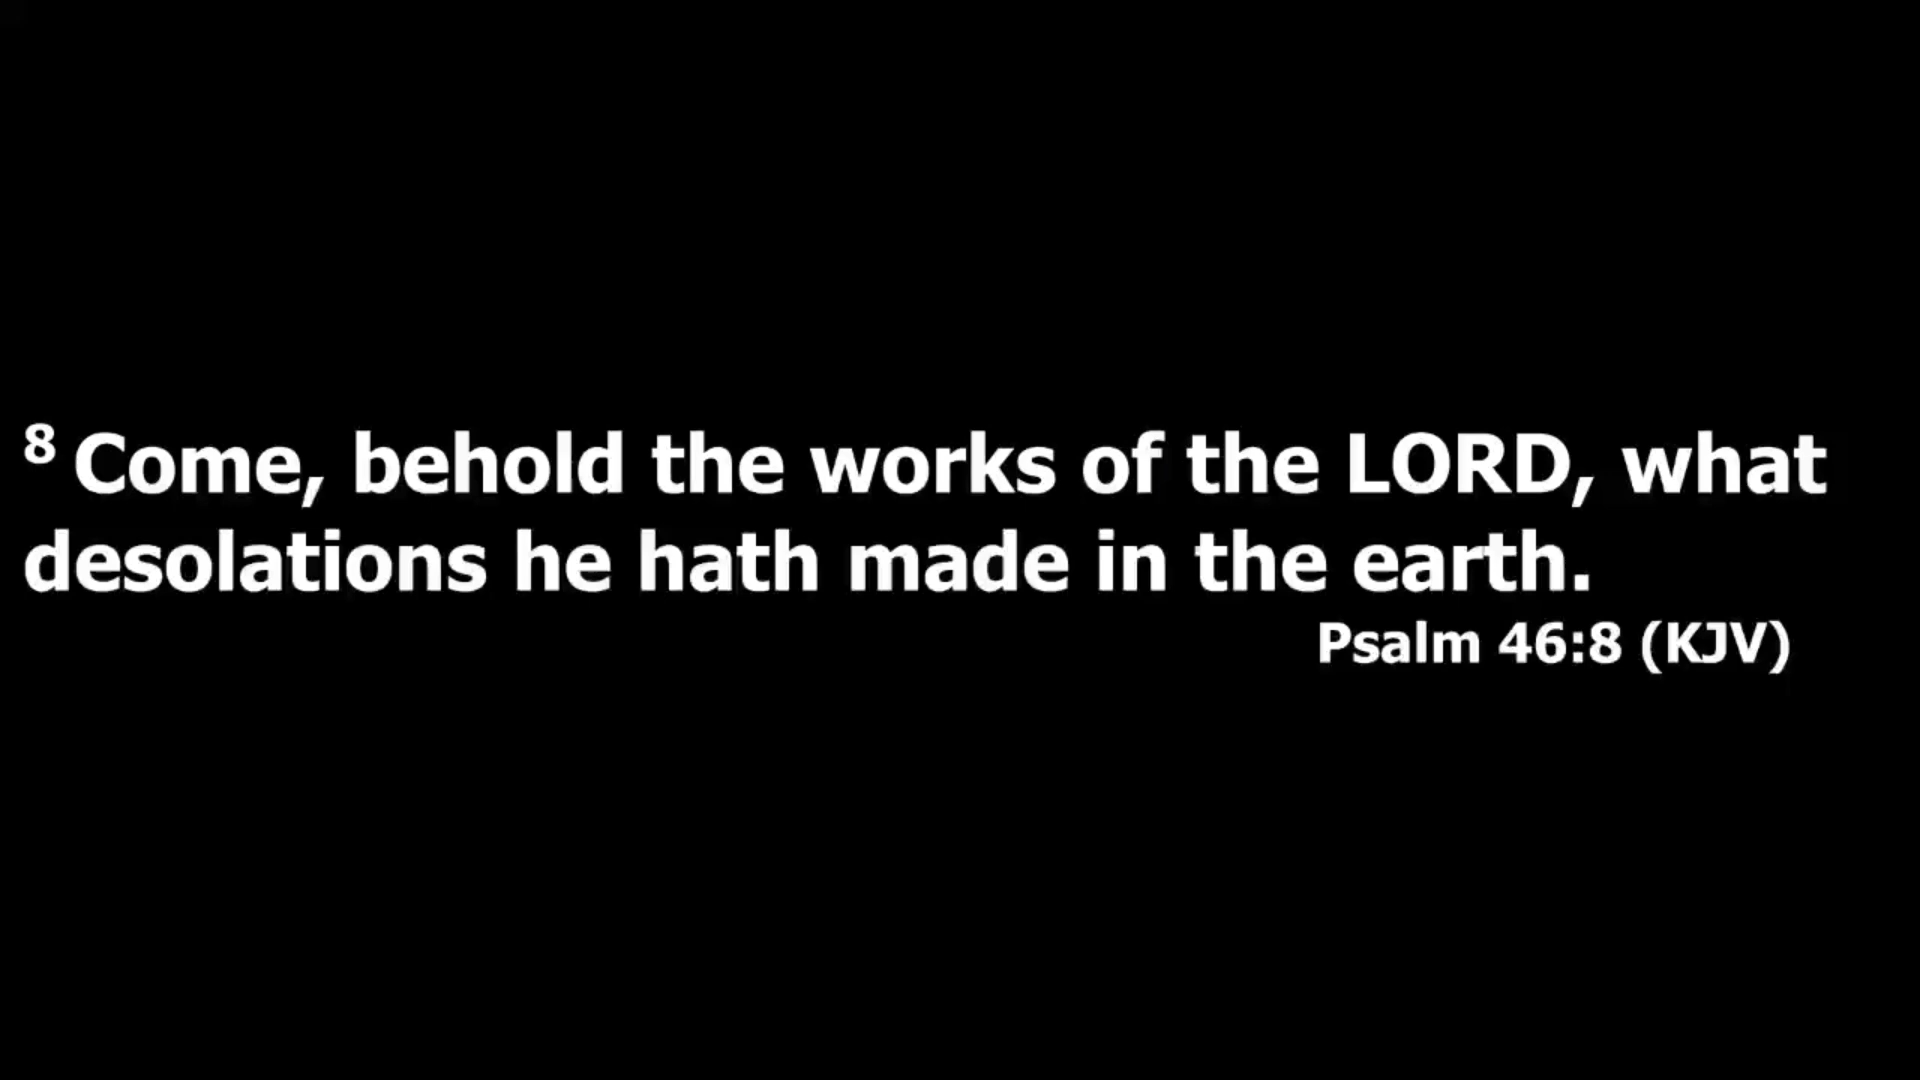 8 Come, behold the works of the LORD, what
desolations he hath made in the earth.
Psalm 46:8 (KJV)